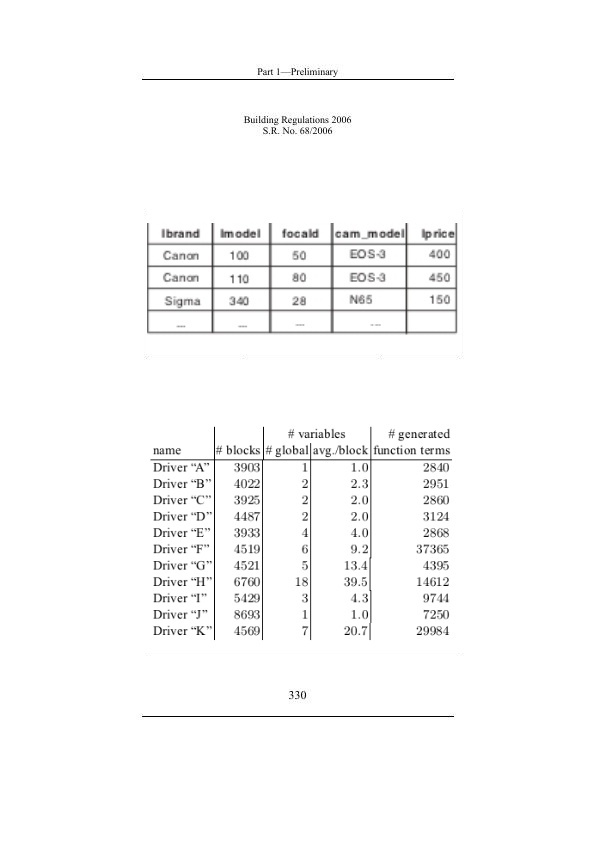 Part 1—Preliminary
Building Regulations 2006
S.R. No. 68/2006
lbrand lmodel focald cam_model lprice
Canon 100 50 EOS-3 400
Canon 110 80 EOS-3 450
Sigma 340 28 N65 150
... ... ... ...
# variables # generated
name # blocks # global avg./block function terms
Driver “A” 3903 1 1.0 2840
Driver “B” 4022 2 2.3 2951
Driver “C” 3925 2 2.0 2860
Driver “D” 4487 2 2.0 3124
Driver “E” 3933 4 4.0 2868
Driver “F” 4519 6 9.2 37365
Driver “G” 4521 5 13.4 4395
Driver “H” 6760 18 39.5 14612
Driver “I” 5429 3 4.3 9744
Driver “J” 8693 1 1.0 7250
Driver “K” 4569 7 20.7 29984
330